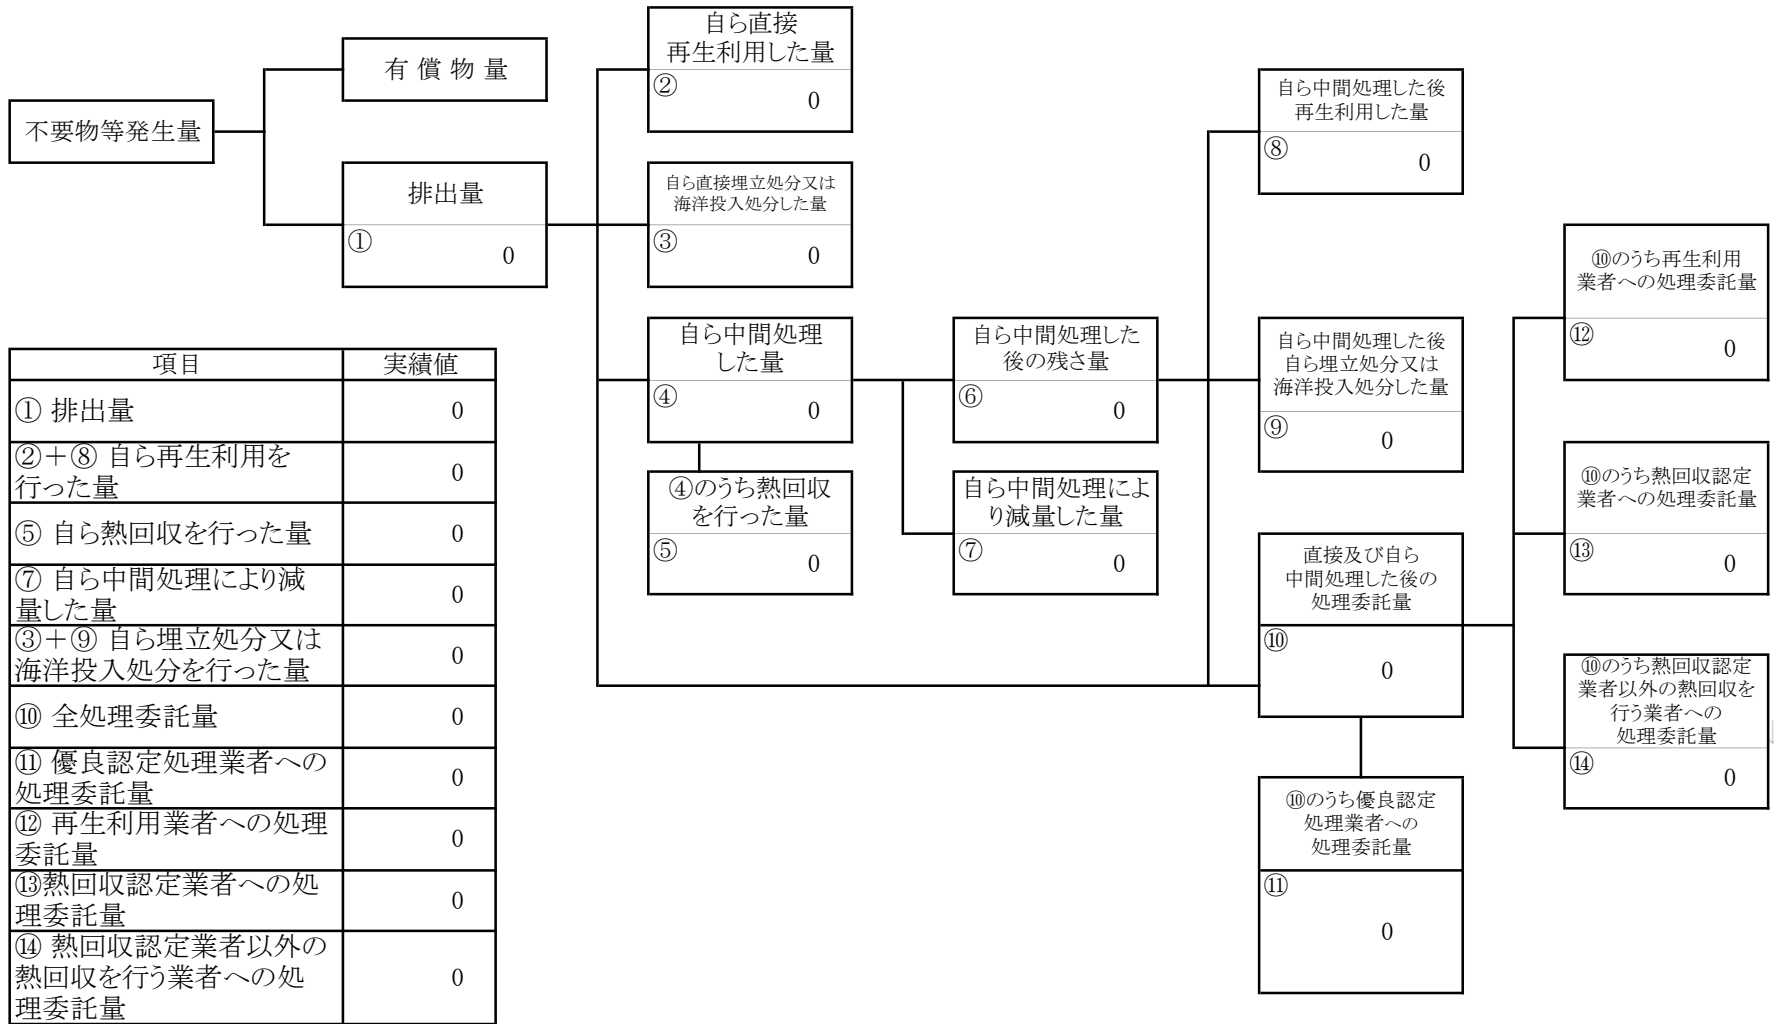 不要物等発生量
有 償 物 量
排出量
①
0
自ら直接
再生利用した量
②
0
自ら直接埋立処分又は
海洋投入処分した量
③
0
自ら中間処理
した量
④
0
④のうち熱回収
を行った量
⑤
0
自ら中間処理した
後の残さ量
⑥
0
自ら中間処理によ
り減量した量
⑦
0
自ら中間処理した後
再生利用した量
⑧
0
自ら中間処理した後
自ら埋立処分又は
海洋投入処分した量
⑨
0
直接及び自ら
中間処理した後の
処理委託量
⑩
0
⑩のうち優良認定
処理業者への
処理委託量
⑪
0
⑩のうち再生利用
業者への処理委託量
⑫
0
⑩のうち熱回収認定
業者への処理委託量
⑬
0
⑩のうち熱回収認定
業者以外の熱回収を
行う業者への
処理委託量
⑭
0
項目 実績値
① 排出量 0
②＋⑧ 自ら再生利用を
行った量 0
⑤ 自ら熱回収を行った量 0
⑦ 自ら中間処理により減
量した量 0
③＋⑨ 自ら埋立処分又は
海洋投入処分を行った量 0
⑩ 全処理委託量 0
⑪ 優良認定処理業者への
処理委託量 0
⑫ 再生利用業者への処理
委託量 0
⑬熱回収認定業者への処
理委託量 0
⑭ 熱回収認定業者以外の
熱回収を行う業者への処
理委託量 0